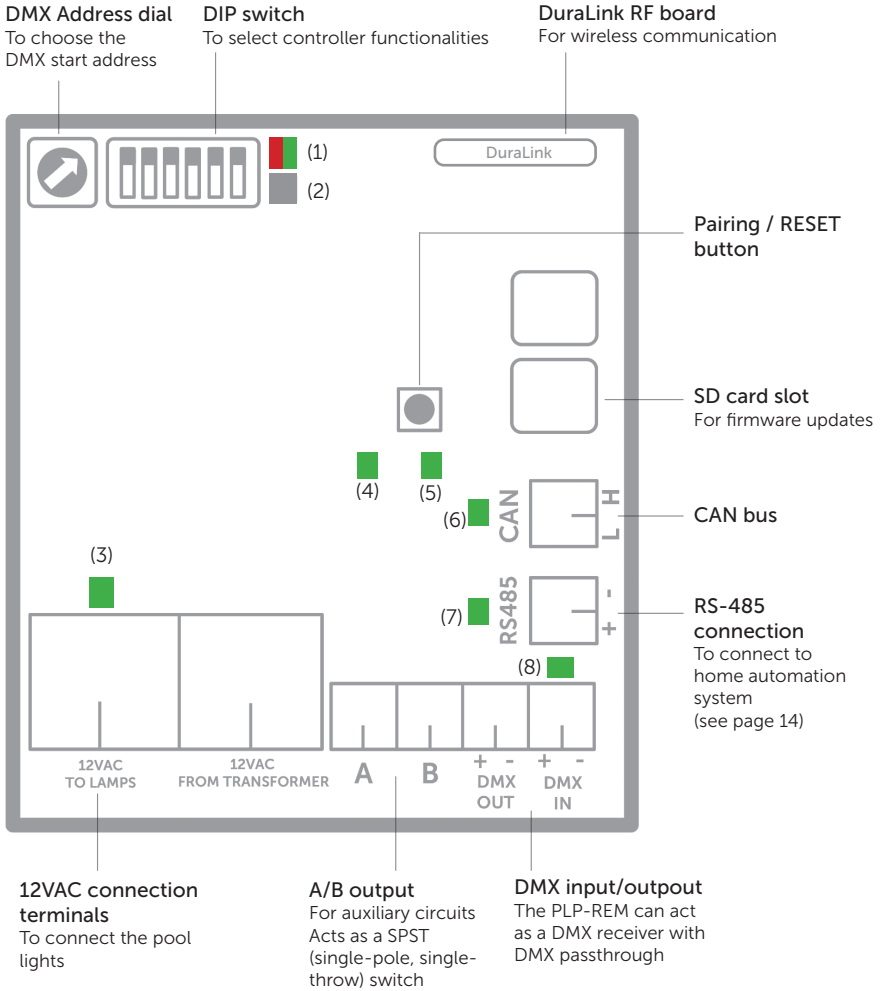 DMX Address dial
To choose the
DMX start address
DIP switch
To select controller functionalities
DuraLink RF board
For wireless communication
(1)
(2)
DuraLink
Pairing / RESET
button
SD card slot
For firmware updates
(4)
(5)
(6)
CAN
H
L
CAN bus
(3)
(7)
RS485
-
+
RS-485
connection
To connect to
home automation
system
(see page 14)
(8)
12VAC
TO LAMPS
12VAC
FROM TRANSFORMER
A
B
+ -
DMX
OUT
+ -
DMX
IN
12VAC connection
terminals
To connect the pool
lights
A/B output
For auxiliary circuits
Acts as a SPST
(single-pole, single-
throw) switch
DMX input/outpout
The PLP-REM can act
as a DMX receiver with
DMX passthrough